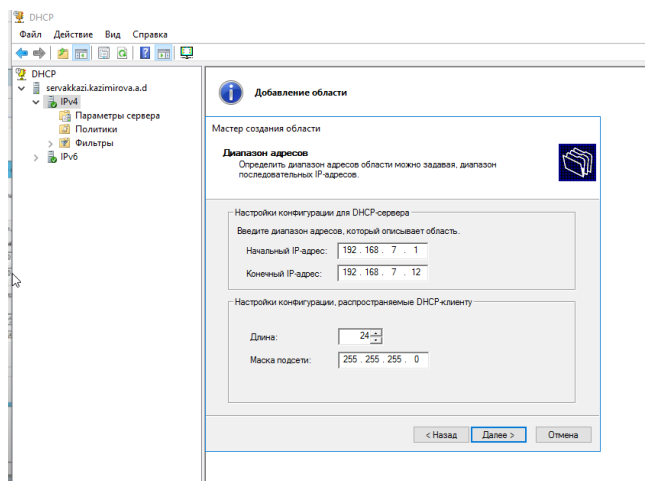 DHCP
Файл Действие Вид Справка
DHCP
servakkazi.kazimirova.a.d
IPv4
Параметры сервера
Политики
Фильтры
IPv6
Добавление области
Мастер создания области
Диапазон адресов
Определить диапазон адресов области можно задавая, диапазон
последовательных IP-адресов.
Настройки конфигурации для DHCP-сервера
Введите диапазон адресов, который описывает область.
Начальный IP-адрес: 192 . 168 . 7 . 1
Конечный IP-адрес: 192 . 168 . 7 . 12
Настройки конфигурации, распространяемые DHCP-клиенту
Длина: 24
Маска подсети: 255 . 255 . 255 . 0
< Назад Далее > Отмена